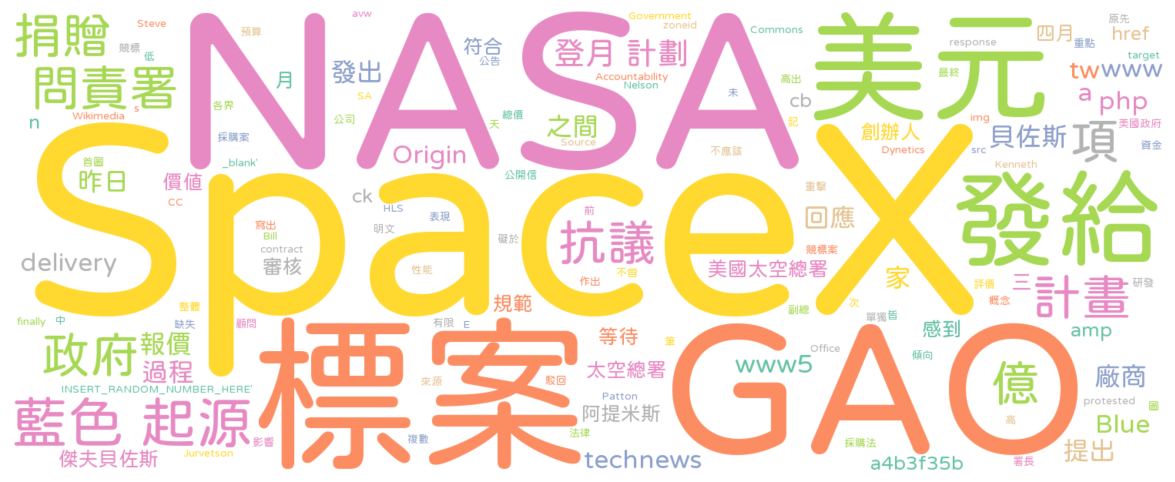 Steve
avw
Government
zoneid
Commons
原先
捐贈
競標
低
預算
符合
公告
登月 計劃
四月
重點
href
response
target
問責署
NASA
美元
月
發出
Accountability
Nelson
高出
未
最終
tw
www
Wikimedia
s
n
各界
SA
公司
總價
天
之間
Source
cb
記
a
php
img
創辦人
美國政府
採購案
Origin
不應該
Dynetics
src
貝佐斯
項
資金
首圖
昨日
_blank'
公開信
Kenneth
價值
CC
ck
HLS
表現
前
重擊
SpaceX
發給
寫出
Bill
明文
礙於
抗議
回應
contract
審核
delivery
性能
不當
作出
美國太空總署
競標案
家
評價
三
概念
計畫
研發
整體
規範
副總
次
finally
中
缺失
顧問
有限
E
等待
筆
單獨
皆
感到
amp
政府
報價
過程
標案
GAO
來源
駁回
太空總署
www5
Office
傾向
億
廠商
INSERT_RANDOM_NUMBER_HERE'
Patton
protested
藍色 起源
影響
複數
法律
阿提米斯
高
圖
Blue
傑夫貝佐斯
Jurvetson
technews
採購法
a4b3f35b
署長
提出